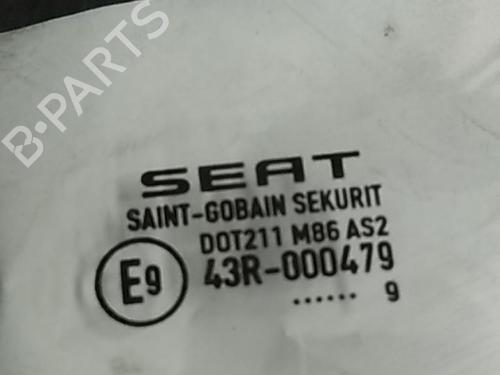 B-PARTS
SEAT
SAINT-GOBAIN SEKURIT
DOT211 M86 AS2
E9 43R-000479
...... 9